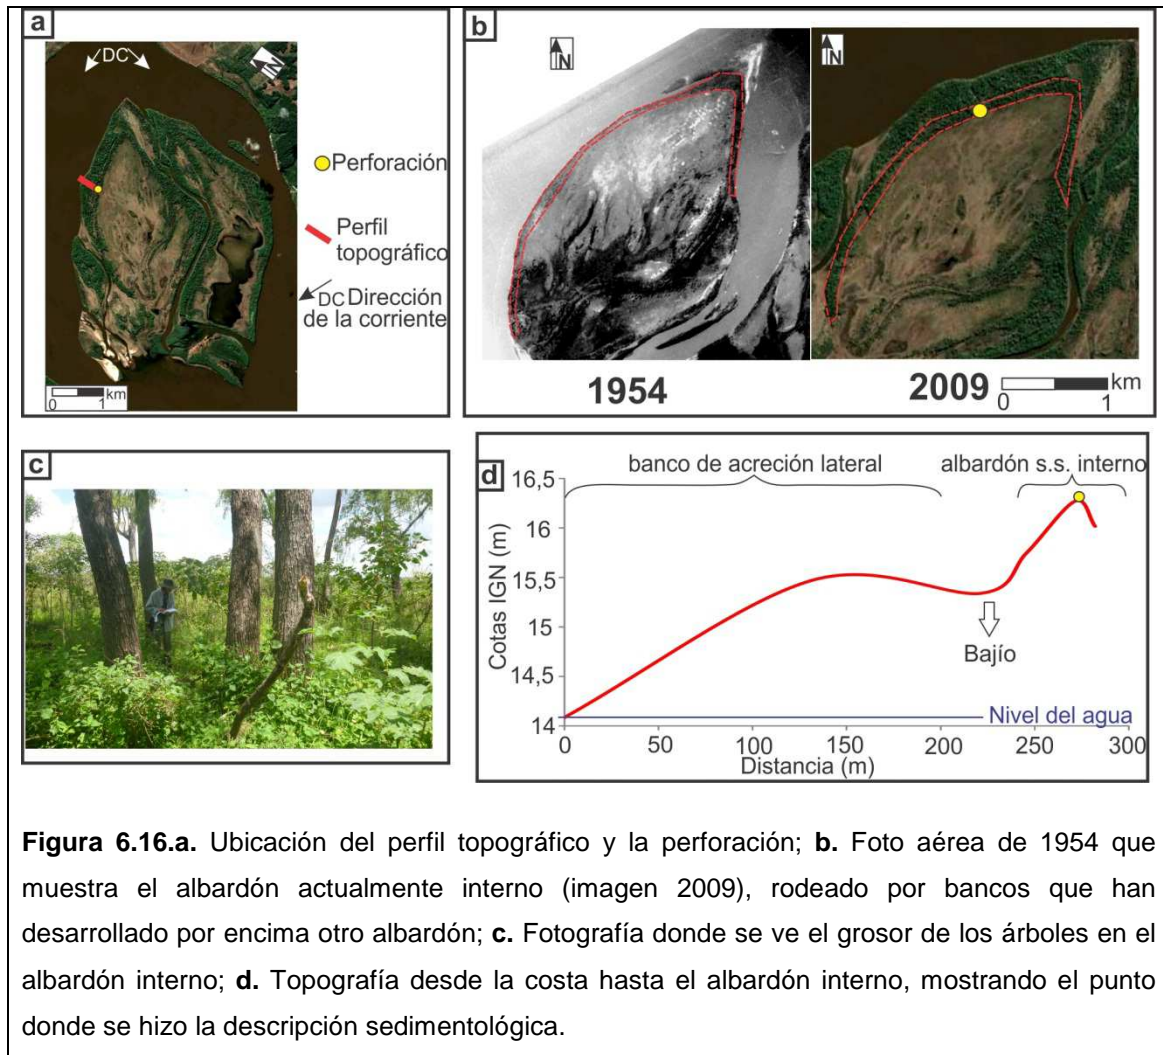 a
DC
N
Perforación
Perfil
topográfico
DC Dirección
de la corriente
km
0 1
b
N
N
1954
2009
km
0 1
c
d
banco de acreción lateral
albardón s.s. interno
16,5
16
15,5
15
14,5
14
Cotas IGN (m)
Bajío
Nivel del agua
0 50 100 150 200 250 300
Distancia (m)
Figura 6.16.a. Ubicación del perfil topográfico y la perforación; b. Foto aérea de 1954 que
muestra el albardón actualmente interno (imagen 2009), rodeado por bancos que han
desarrollado por encima otro albardón; c. Fotografía donde se ve el grosor de los árboles en el
albardón interno; d. Topografía desde la costa hasta el albardón interno, mostrando el punto
donde se hizo la descripción sedimentológica.